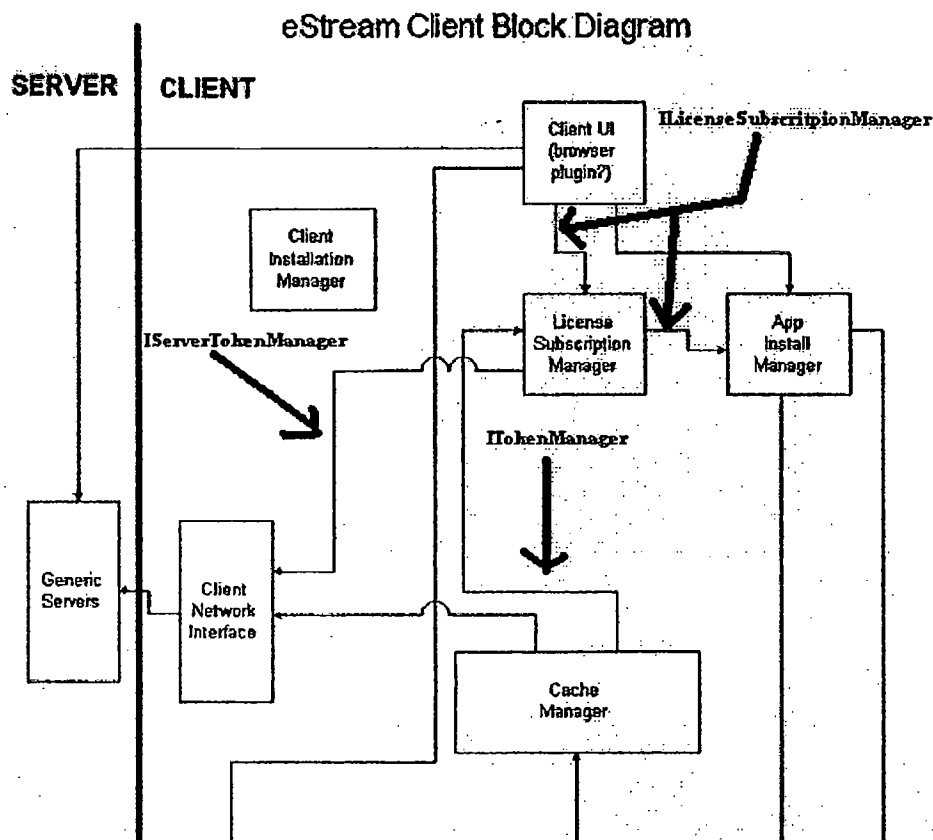 eStream Client Block Diagram
SERVER
CLIENT
Client UI
(browser
plugin?)
ILicenseSubscritpionManager
Client
Installation
Manager
IServerTokenManager
License
Subscription
Manager
App
Install
Manager
ITokenManager
Generic
Servers
Client
Network
Interface
Cache
Manager